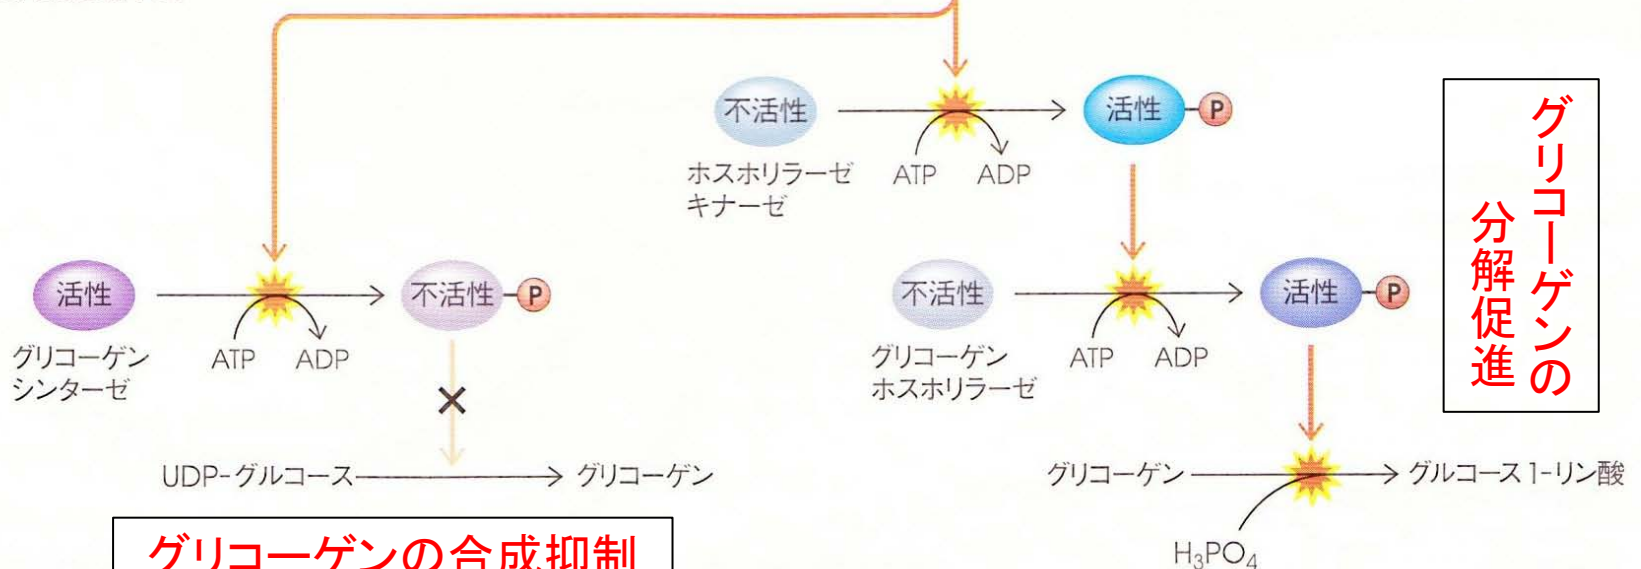 不活性
活性
P
ホスホリラーゼ
キナーゼ
ATP
ADP
グリコーゲンの
分解促進
活性
不活性
P
グリコーゲン
シンターゼ
ATP
ADP
不活性
活性
P
グリコーゲン
ホスホリラーゼ
ATP
ADP
×
UDP-グルコース
グリコーゲン
グリコーゲン
グルコース1-リン酸
H₃PO₄
グリコーゲンの合成抑制